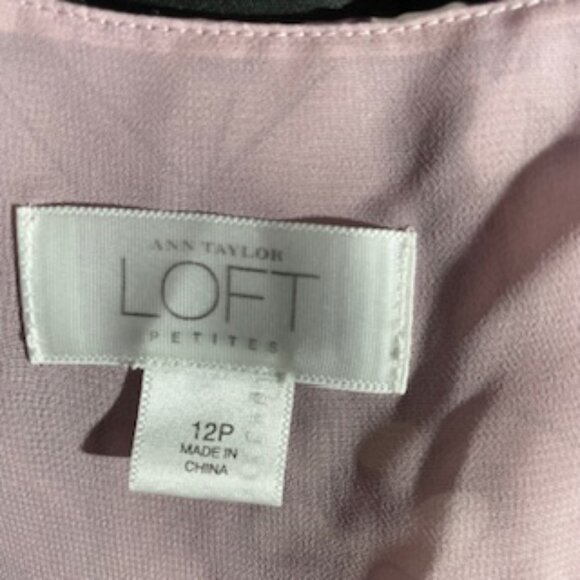 ANN TAYLOR
LOFT
PETITES
12P
MADE IN
CHINA